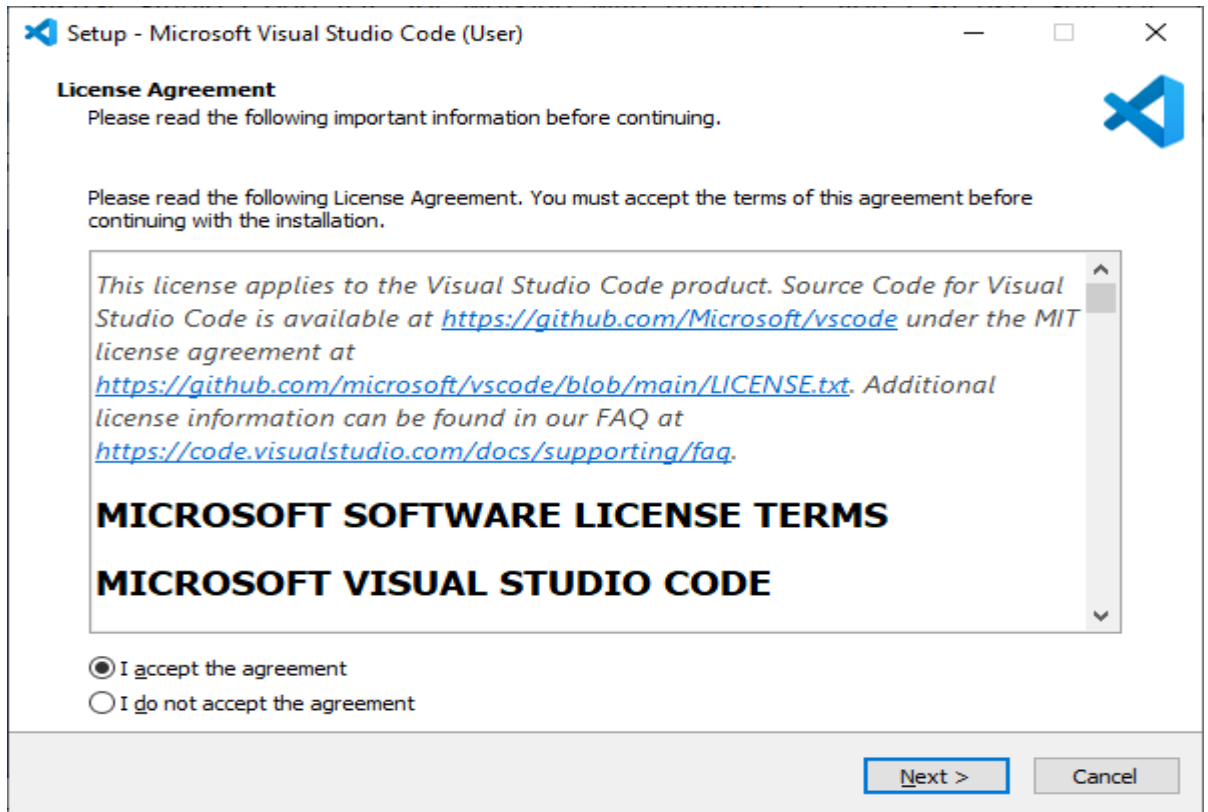 Setup - Microsoft Visual Studio Code (User)
License Agreement
Please read the following important information before continuing.
Please read the following License Agreement. You must accept the terms of this agreement before
continuing with the installation.
This license applies to the Visual Studio Code product. Source Code for Visual
Studio Code is available at https://github.com/Microsoft/vscode under the MIT
license agreement at
https://github.com/microsoft/vscode/blob/main/LICENSE.txt. Additional
license information can be found in our FAQ at
https://code.visualstudio.com/docs/supporting/faq.
MICROSOFT SOFTWARE LICENSE TERMS
MICROSOFT VISUAL STUDIO CODE
I accept the agreement
I do not accept the agreement
Next >
Cancel